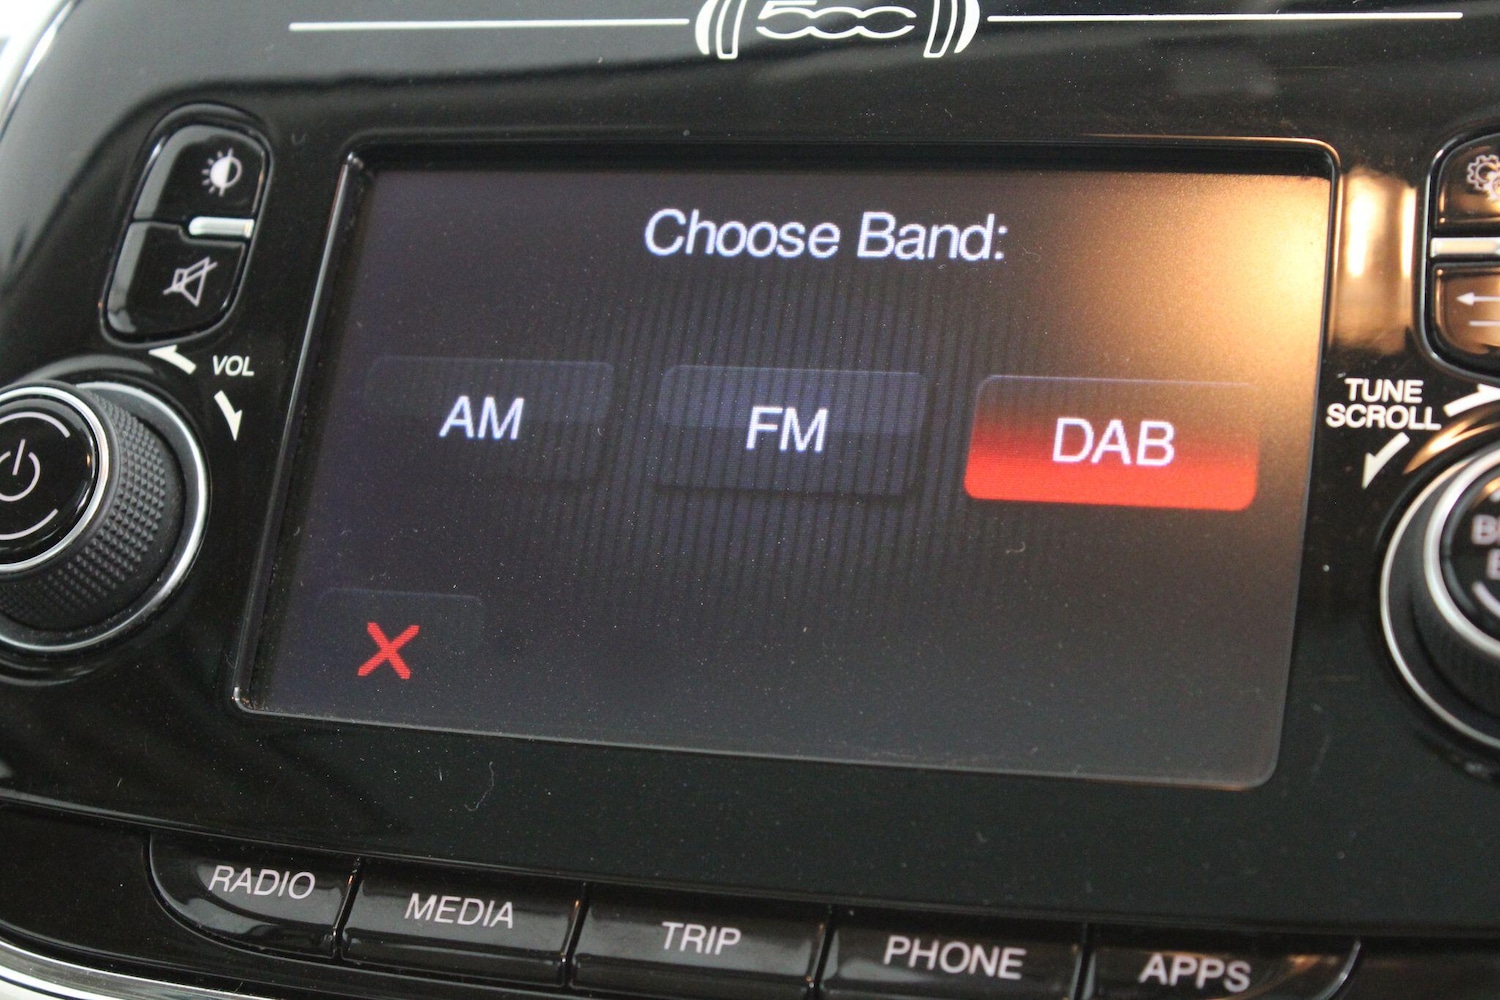 500
Choose Band:
VOL
TUNE
SCROLL
AM
FM
DAB
RADIO
MEDIA
TRIP
PHONE
APPS